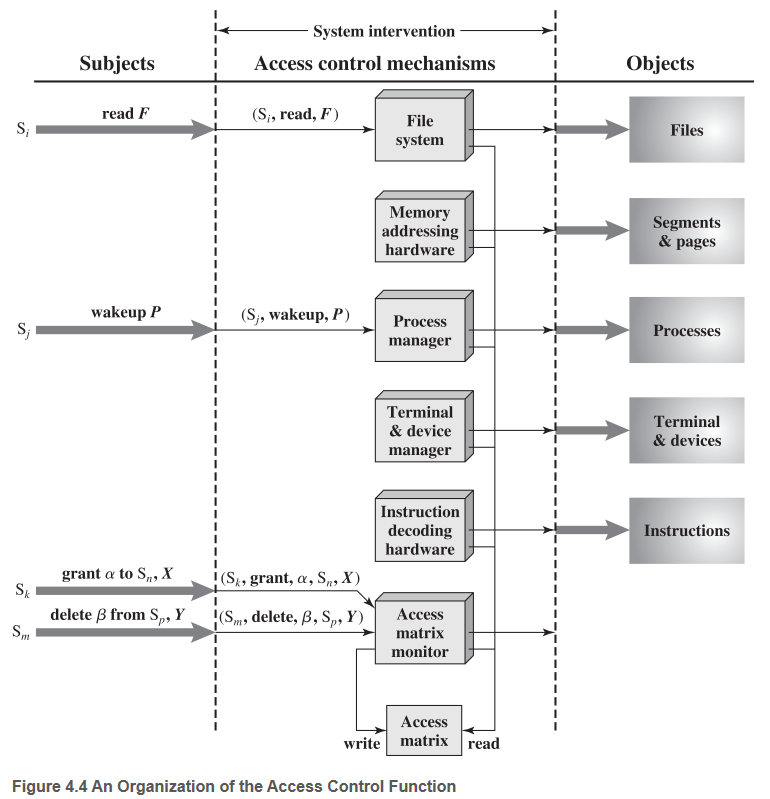 System intervention
Subjects
Access control mechanisms
Objects
Sᵢ
read F
(Sᵢ, read, F)
File
system
Files
Memory
addressing
hardware
Segments
& pages
Sⱼ
wakeup P
(Sⱼ, wakeup, P)
Process
manager
Processes
Terminal
& device
manager
Terminal
& devices
Instruction
decoding
hardware
Instructions
Sₖ
grant α to Sₙ, X
(Sₖ, grant, α, Sₙ, X)
Sₘ
delete β from Sₚ, Y
(Sₘ, delete, β, Sₚ, Y)
Access
matrix
monitor
Access
matrix
write
read
Figure 4.4 An Organization of the Access Control Function